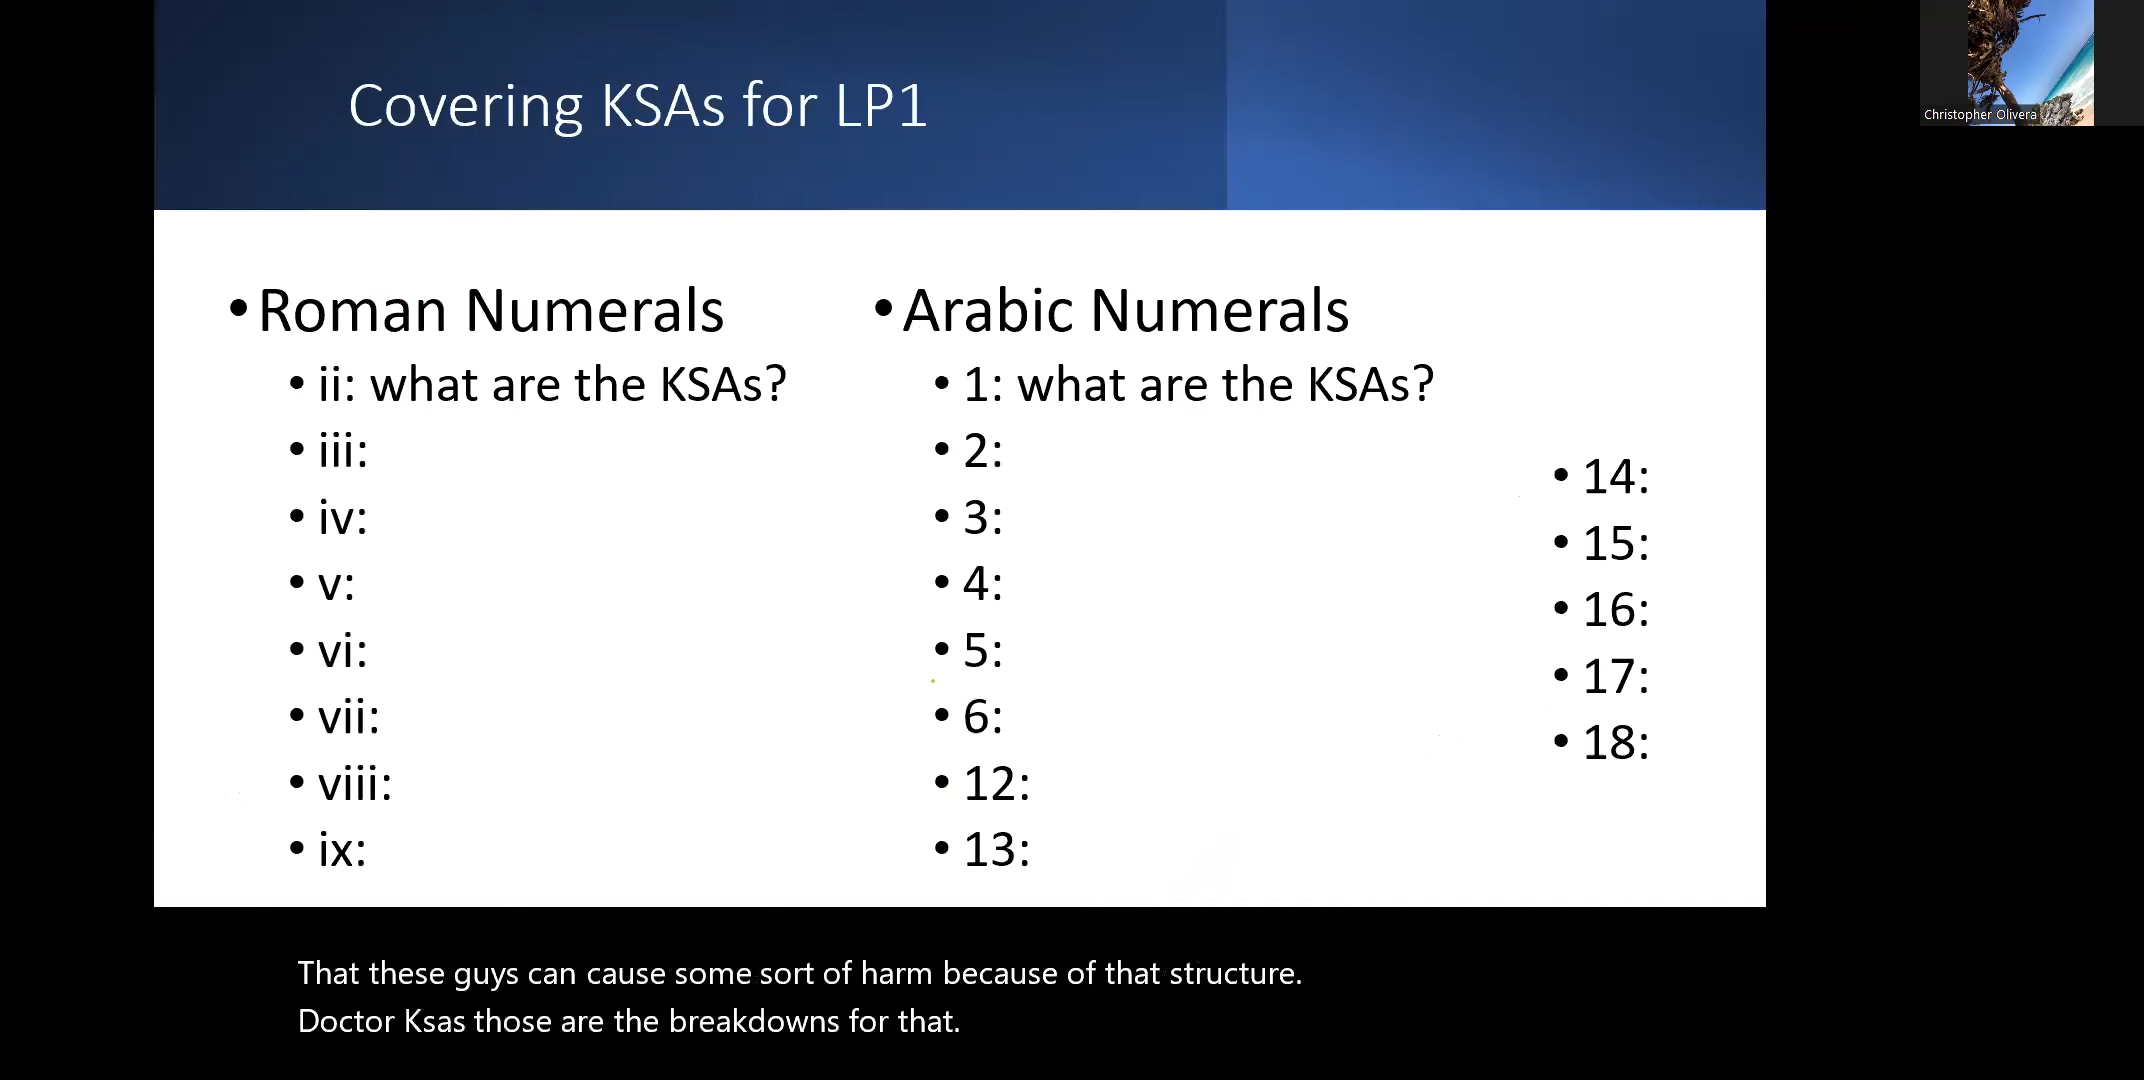 Covering KSAs for LP1
Christopher Olivera
•Roman Numerals
• ii: what are the KSAs?
• iii:
• iv:
• v:
• vi:
• vii:
• viii:
• ix:
•Arabic Numerals
• 1: what are the KSAs?
• 2:
• 3:
• 4:
• 5:
• 6:
• 12:
• 13:
• 14:
• 15:
• 16:
• 17:
• 18:
That these guys can cause some sort of harm because of that structure.
Doctor Ksas those are the breakdowns for that.